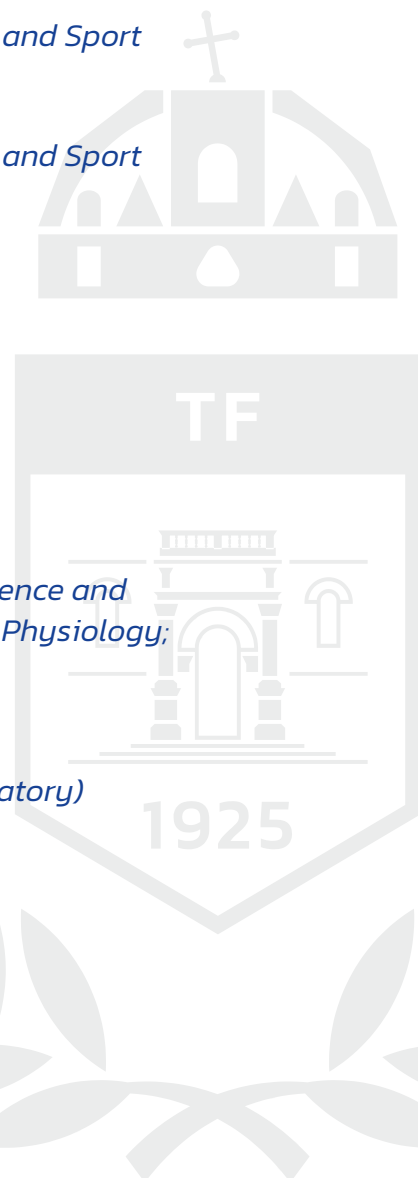 and Sport
and Sport
TF
ence and
Physiology;
atory)
1925